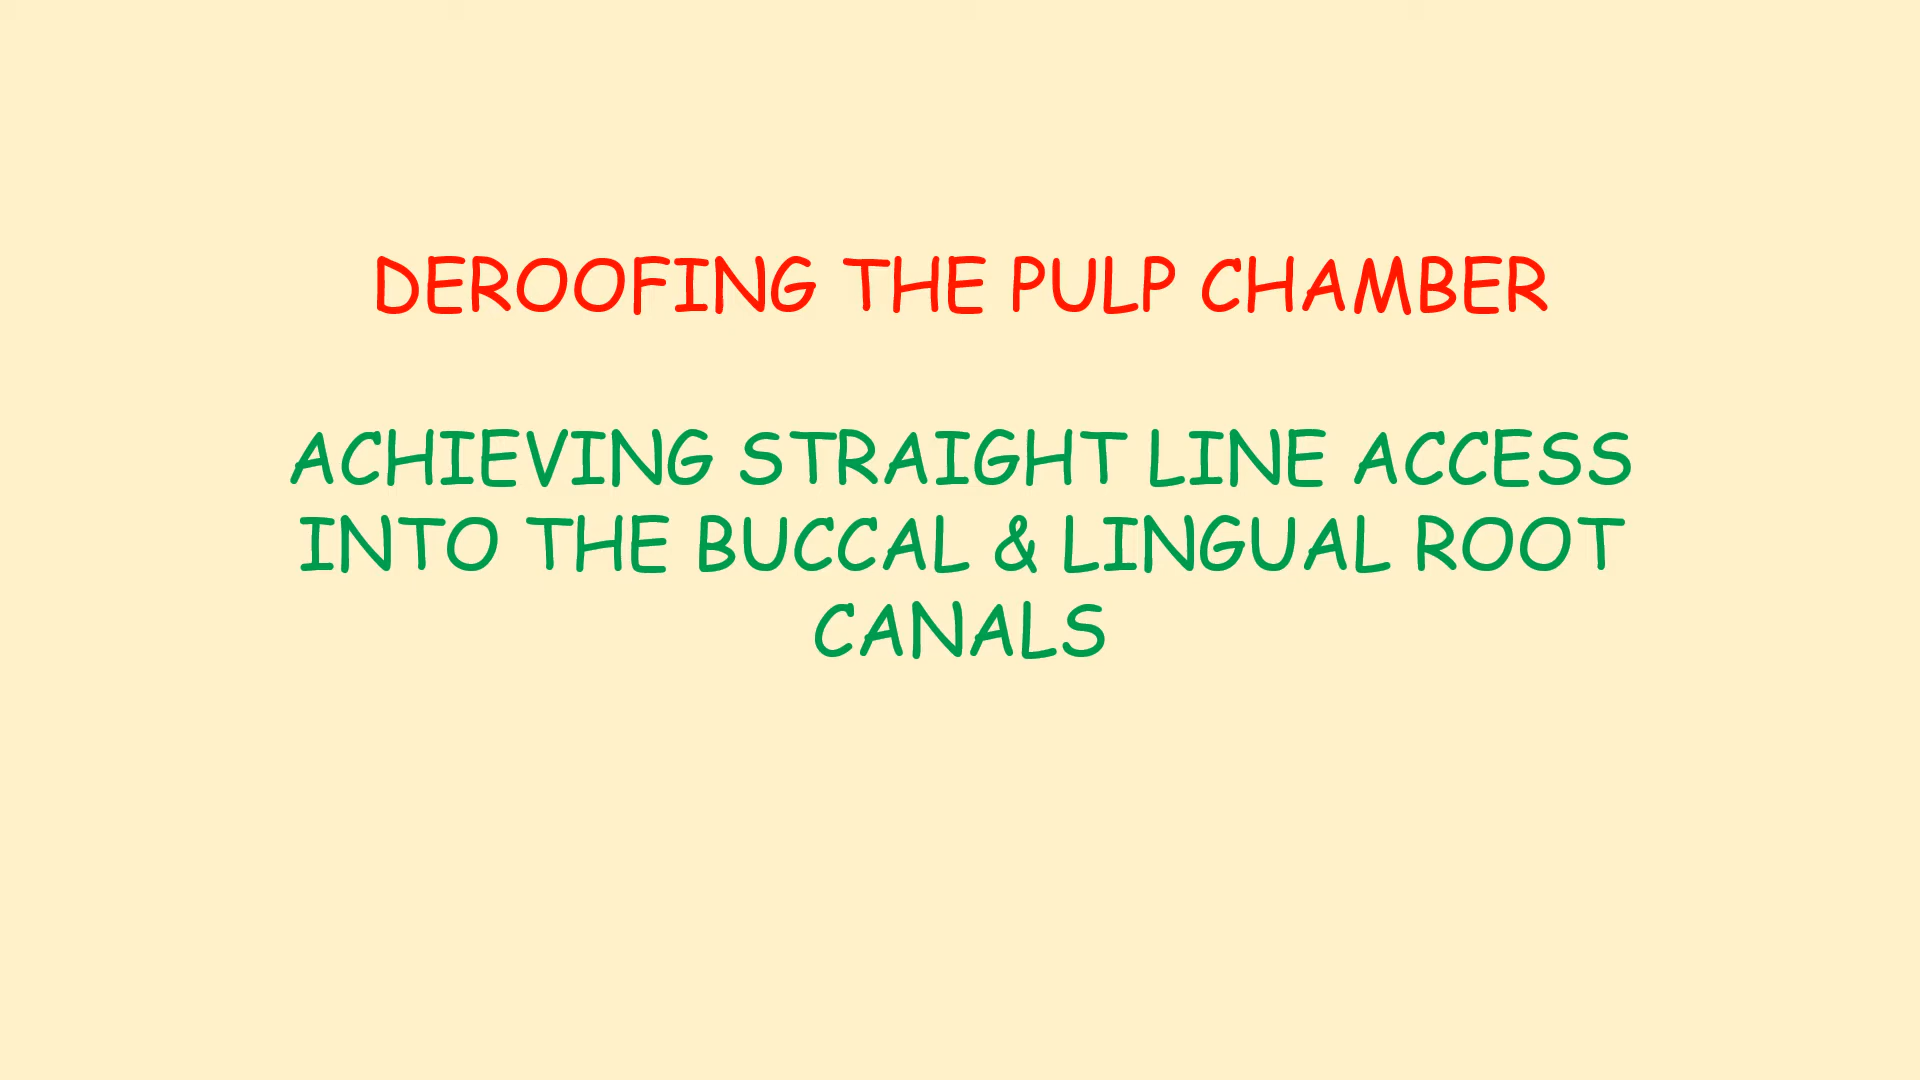 DEROOFING THE PULP CHAMBER
ACHIEVING STRAIGHT LINE ACCESS
INTO THE BUCCAL & LINGUAL ROOT
CANALS